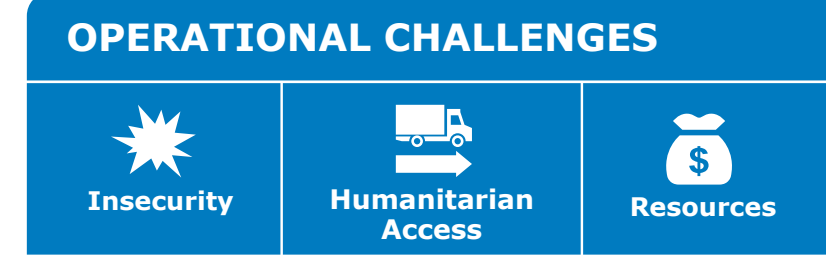 OPERATIONAL CHALLENGES
Insecurity
Humanitarian
Access
$
Resources